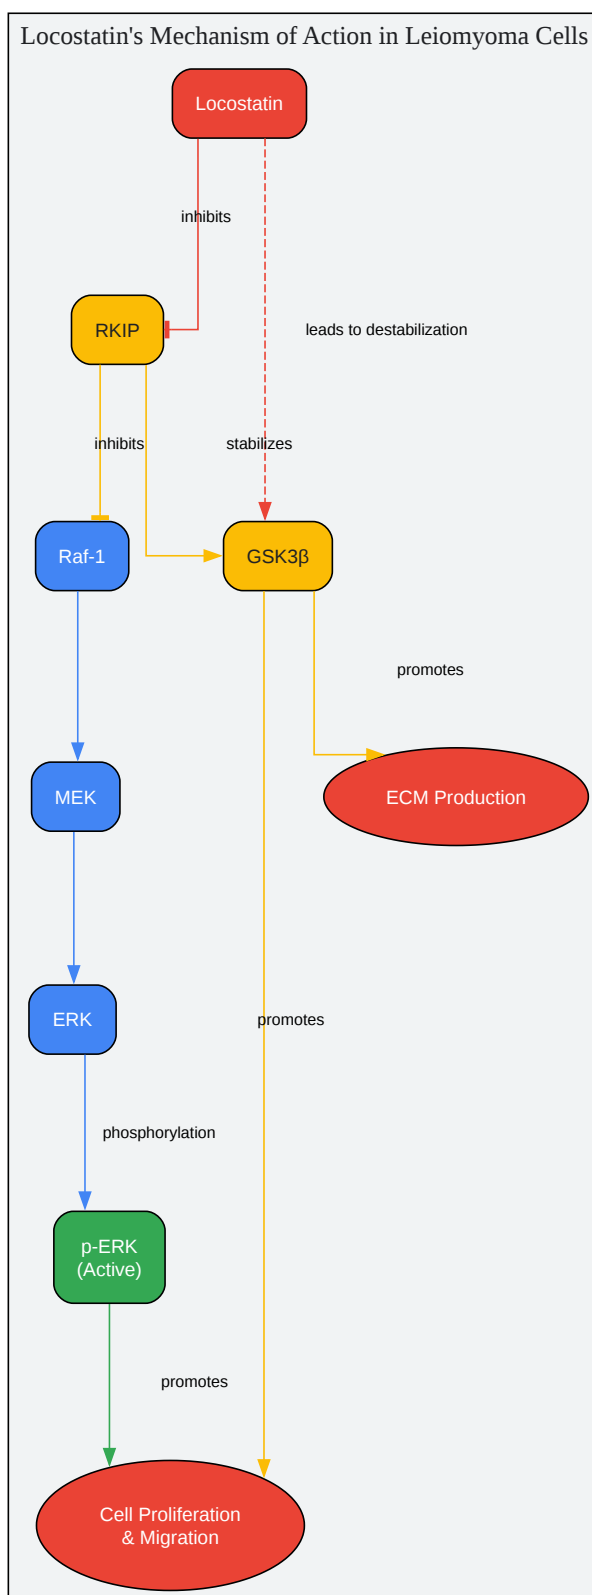 Locostatin's Mechanism of Action in Leiomyoma Cells
Locostatin
inhibits
RKIP
leads to destabilization
inhibits
stabilizes
Raf-1
GSK3β
promotes
MEK
ECM Production
ERK
promotes
phosphorylation
p-ERK
(Active)
promotes
Cell Proliferation
& Migration